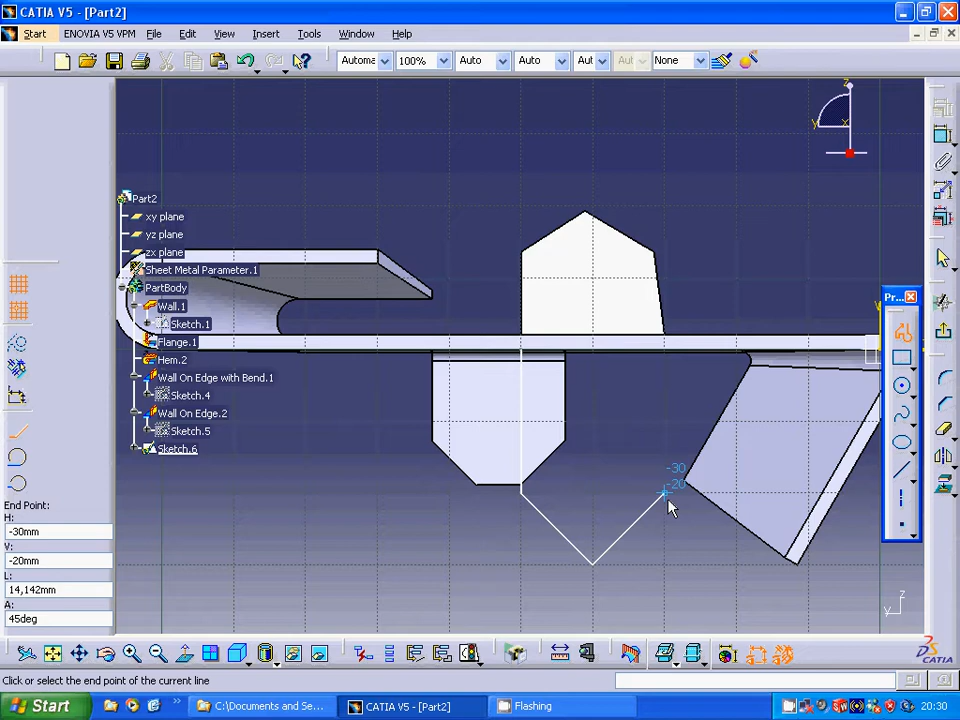 CATIA V5 - [Part2]
Start ENOVIA V5 VPM File Edit View Insert Tools Window Help
Automa 100% Auto Auto Aut Aut None
z
y x
Part2
xy plane
yz plane
zx plane
Sheet Metal Parameter.1
PartBody
Wall.1
Sketch.1
Flange.1
Hem.2
Wall On Edge with Bend.1
Sketch.4
Wall On Edge.2
Sketch.5
Sketch.6
Pr...
-30
-20
End Point:
H:
-30mm
V:
-20mm
L:
14,142mm
A:
45deg
z
y
CATIA
Click or select the end point of the current line
Start C:\Documents and Se... CATIA V5 - [Part2] Flashing 20:30